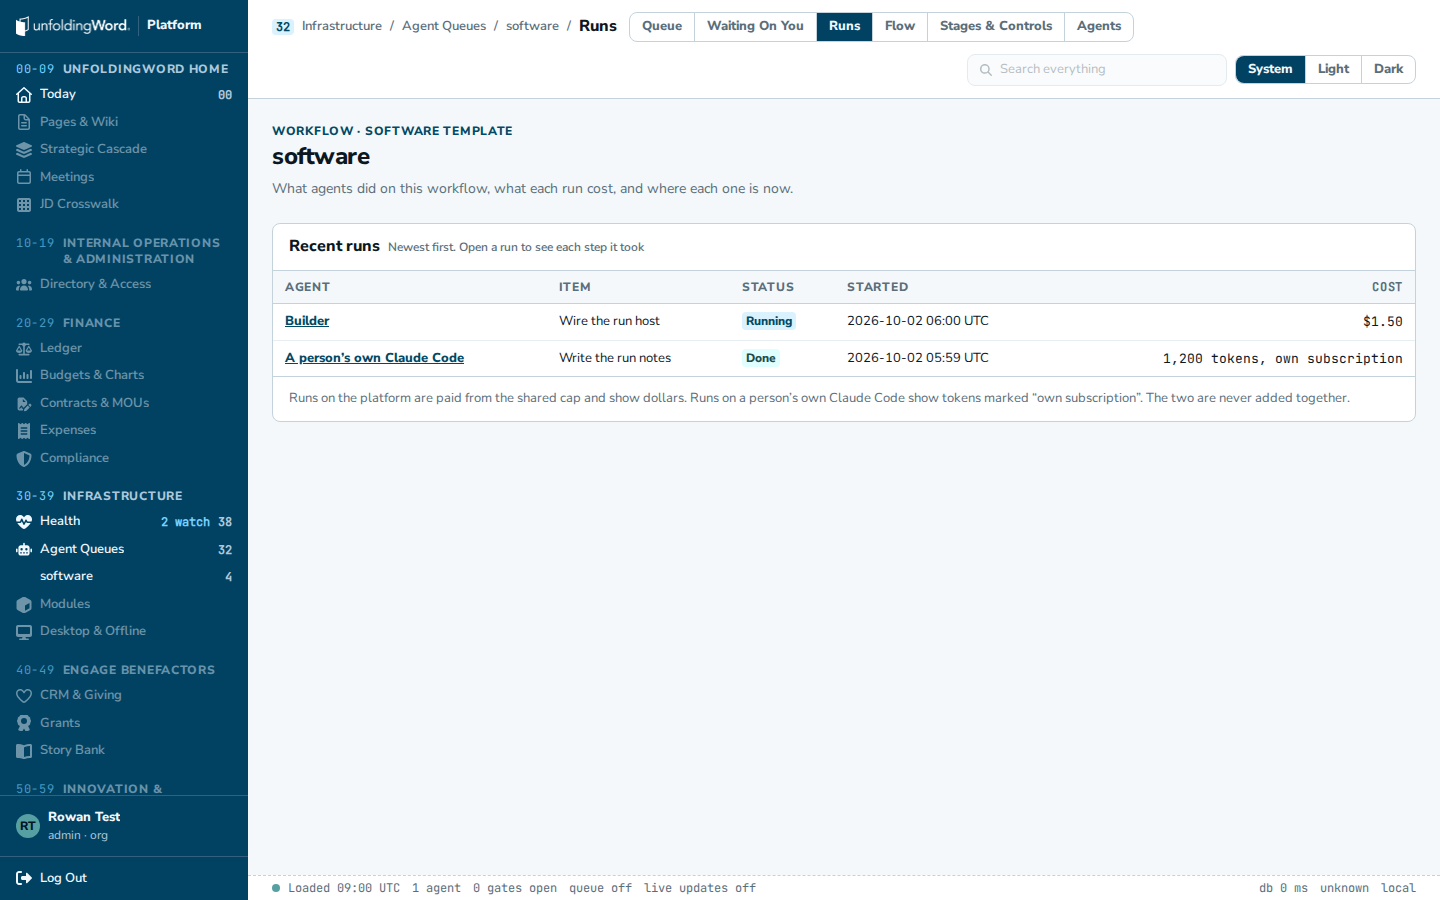 unfoldingWord Platform
00-09 UNFOLDINGWORD HOME
Today 00
Pages & Wiki
Strategic Cascade
Meetings
JD Crosswalk
10-19 INTERNAL OPERATIONS
& ADMINISTRATION
Directory & Access
20-29 FINANCE
Ledger
Budgets & Charts
Contracts & MOUs
Expenses
Compliance
30-39 INFRASTRUCTURE
Health 2 watch 38
Agent Queues 32
software 4
Modules
Desktop & Offline
40-49 ENGAGE BENEFACTORS
CRM & Giving
Grants
Story Bank
50-59 INNOVATION &
RT Rowan Test
admin · org
Log Out
32 Infrastructure / Agent Queues / software / Runs
Queue Waiting On You Runs Flow Stages & Controls Agents
Search everything
System Light Dark
WORKFLOW · SOFTWARE TEMPLATE
software
What agents did on this workflow, what each run cost, and where each one is now.
Recent runs Newest first. Open a run to see each step it took
AGENT ITEM STATUS STARTED COST
Builder Wire the run host Running 2026-10-02 06:00 UTC $1.50
A person’s own Claude Code Write the run notes Done 2026-10-02 05:59 UTC 1,200 tokens, own subscription
Runs on the platform are paid from the shared cap and show dollars. Runs on a person’s own Claude Code show tokens marked “own subscription”. The two are never added together.
Loaded 09:00 UTC 1 agent 0 gates open queue off live updates off
db 0 ms unknown local